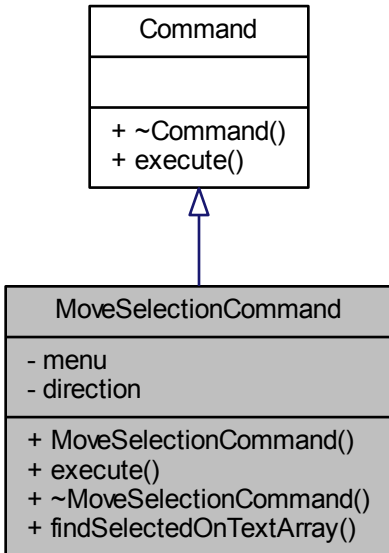 Command
+ ~Command()
+ execute()
MoveSelectionCommand
- menu
- direction
+ MoveSelectionCommand()
+ execute()
+ ~MoveSelectionCommand()
+ findSelectedOnTextArray()